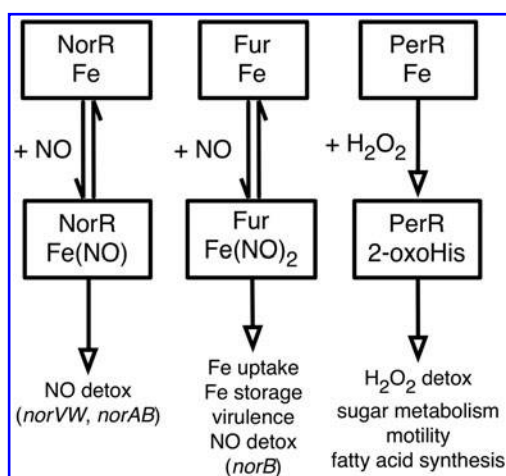 NorR
Fe
+ NO
NorR
Fe(NO)
NO detox
(norVW, norAB)
Fur
Fe
+ NO
Fur
Fe(NO)₂
Fe uptake
Fe storage
virulence
NO detox
(norB)
PerR
Fe
+ H₂O₂
PerR
2-oxoHis
H₂O₂ detox
sugar metabolism
motility
fatty acid synthesis